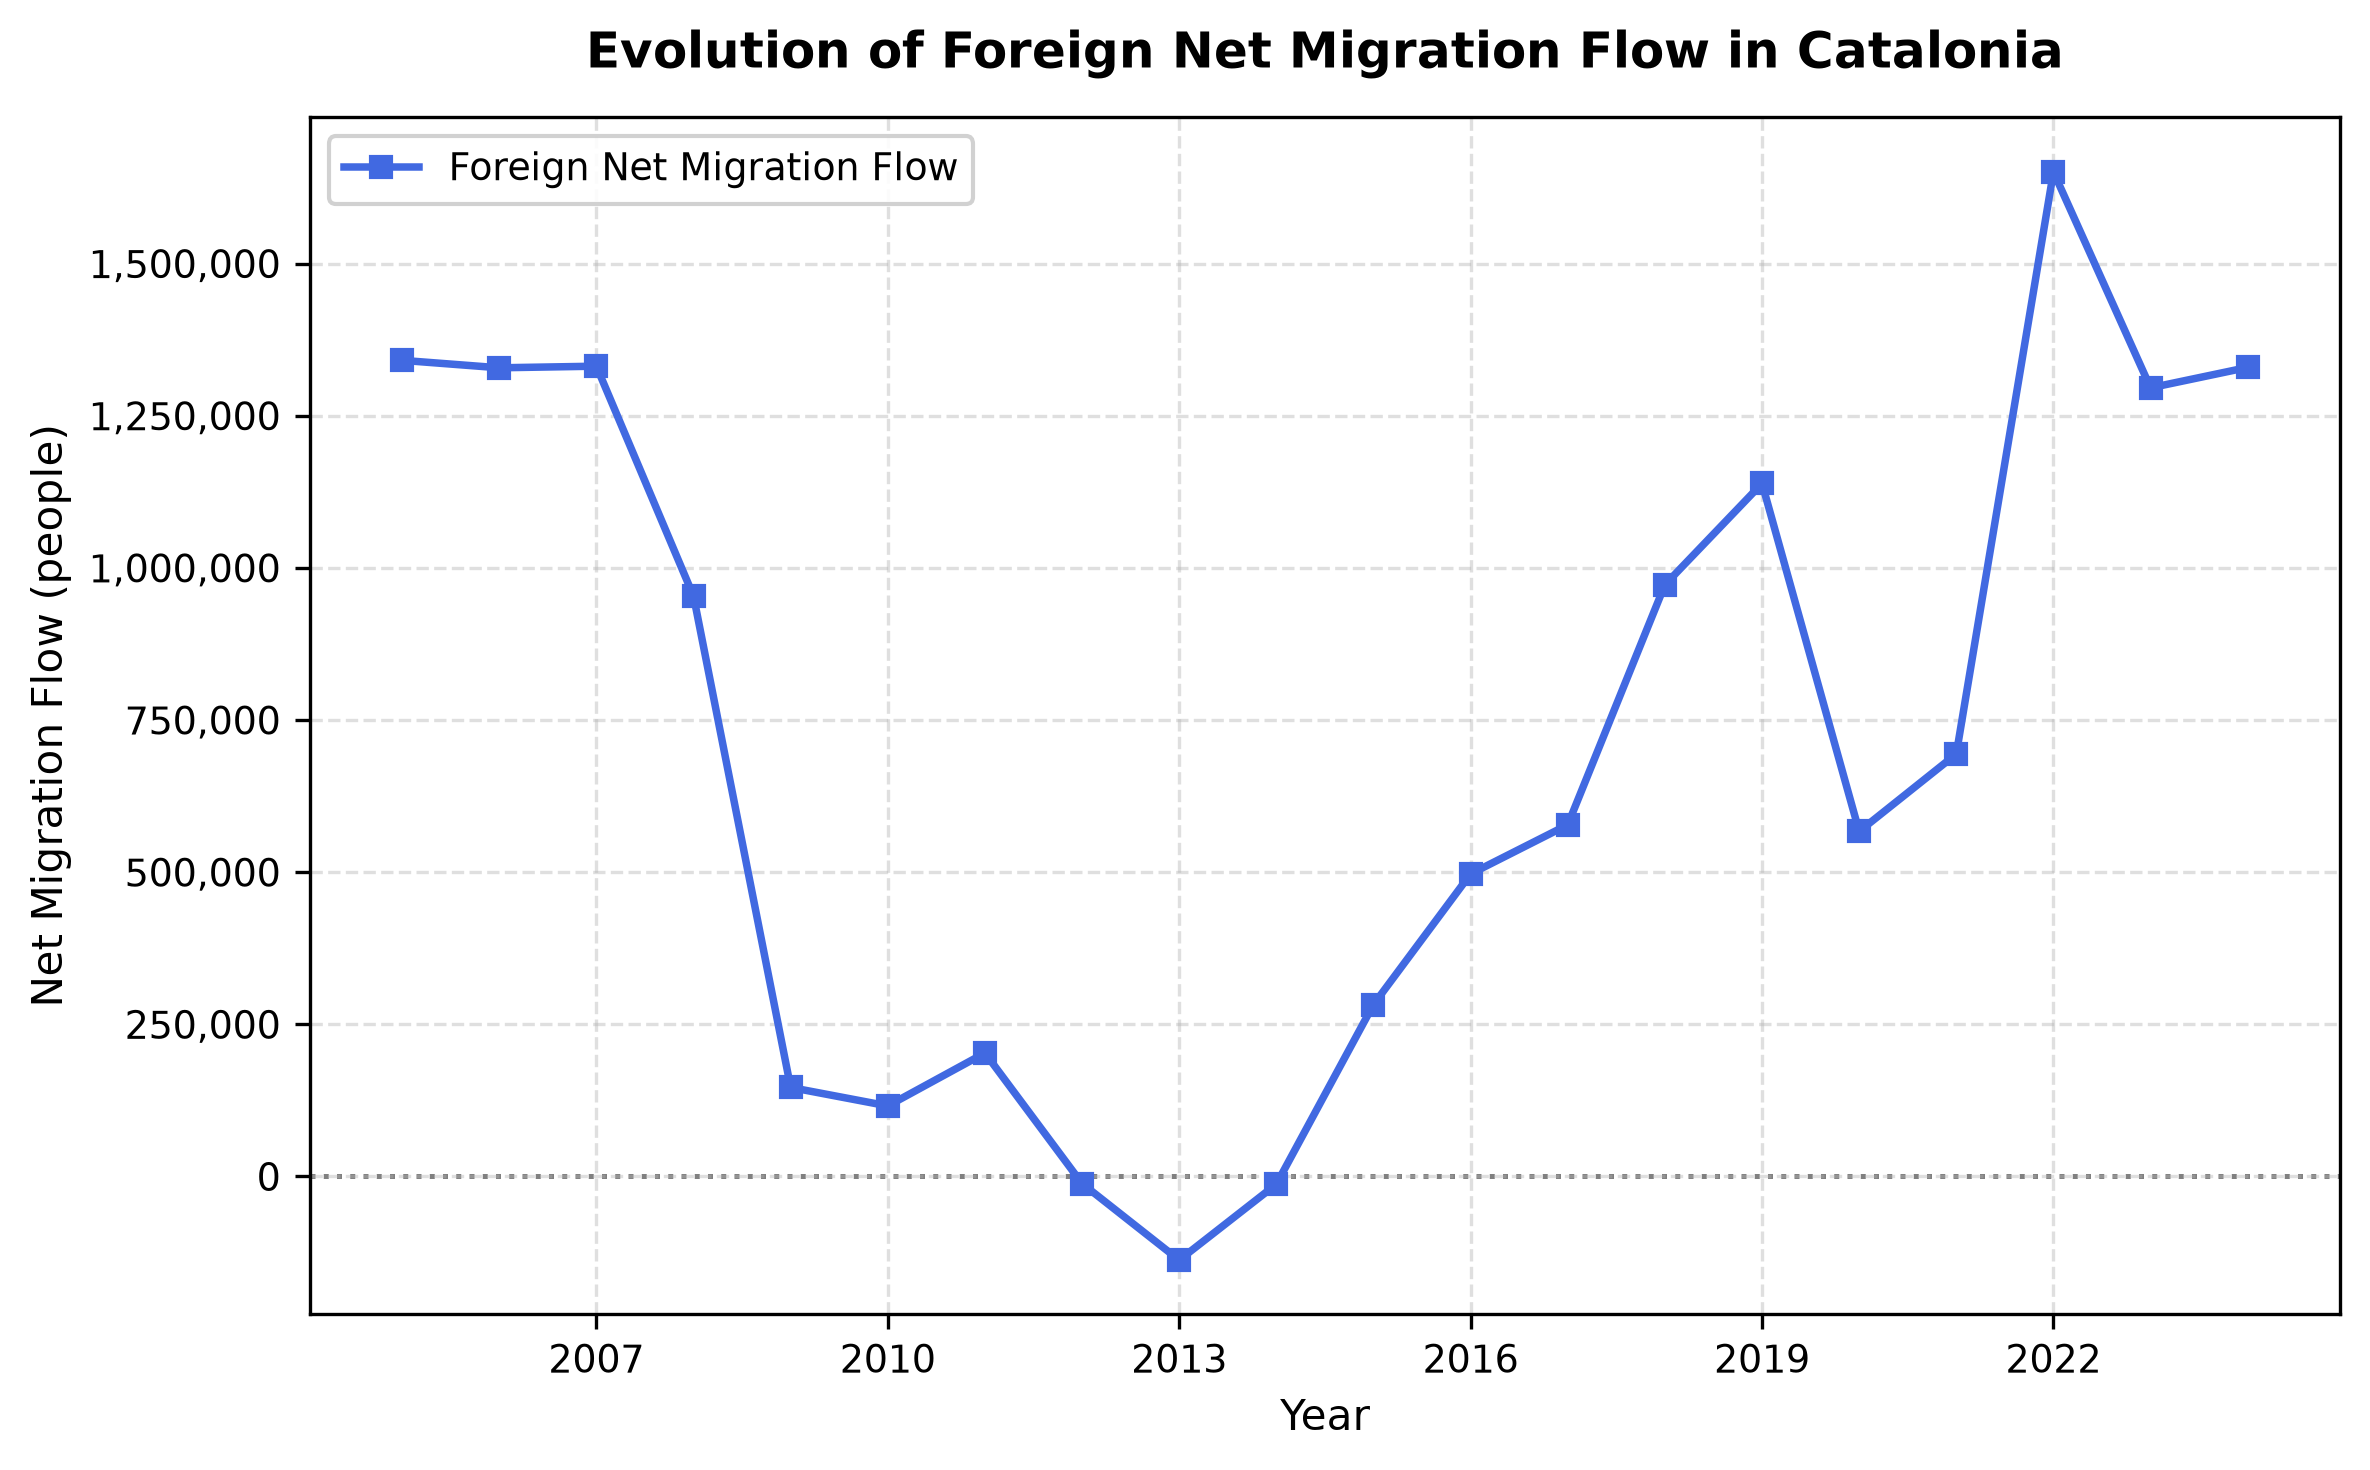 Evolution of Foreign Net Migration Flow in Catalonia
Foreign Net Migration Flow
1,500,000
1,250,000
1,000,000
750,000
500,000
250,000
0
Net Migration Flow (people)
2007 2010 2013 2016 2019 2022
Year